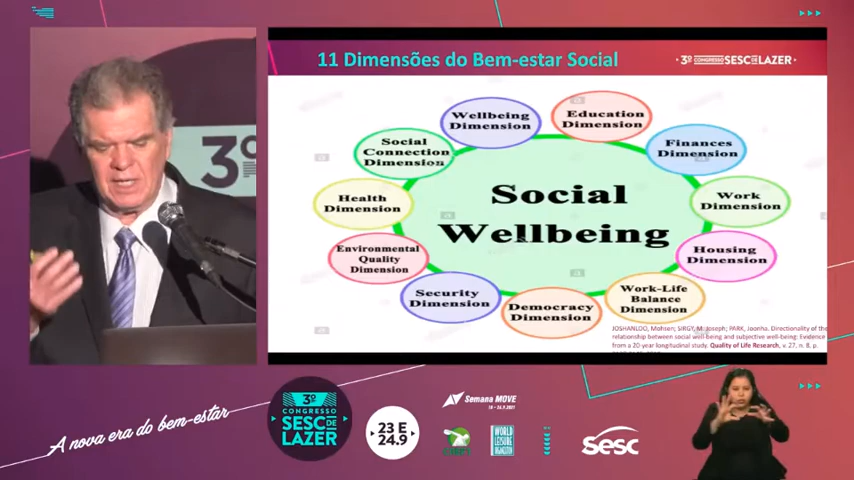 11 Dimensões do Bem-estar Social
3º CONGRESSO SESC DE LAZER
3º
Wellbeing
Dimension
Education
Dimension
Social
Connection
Dimension
Finances
Dimension
Health
Dimension
Social
Wellbeing
Work
Dimension
Environmental
Quality
Dimension
Housing
Dimension
Security
Dimension
Democracy
Dimension
Work-Life
Balance
Dimension
JOSHANLOO, Mohsen; SIRGY, M. Joseph; PARK, Joonha. Directionality of the
relationship between social well-being and subjective well-being: Evidence
from a 20-year longitudinal study. Quality of Life Research, v. 27, n. 8, p.
A nova era do bem-estar
3º
CONGRESSO
SESC DE
LAZER
23 E
24.9
Semana MOVE
WORLD
LEISURE
ORGANIZATION
Sesc